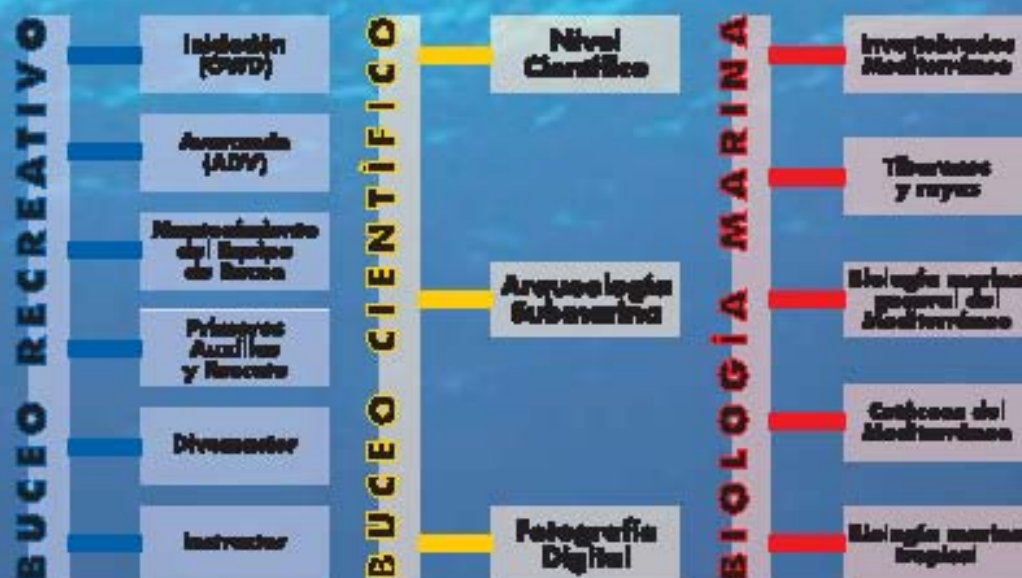 BUCEO RECREATIVO
Iniciación
(OWD)
Avanzado
(ADV)
Mantenimiento
del Equipo
de Buceo
Primeros
Auxilios
y Rescate
Divemaster
Instructor
BUCEO CIENTÍFICO
Nivel
Científico
Arqueología
Submarina
Fotografía
Digital
BIOLOGÍA MARINA
Invertebrados
Mediterráneo
Tiburones
y rayas
Biología marina
general del
Mediterráneo
Cetáceos del
Mediterráneo
Biología marina
tropical